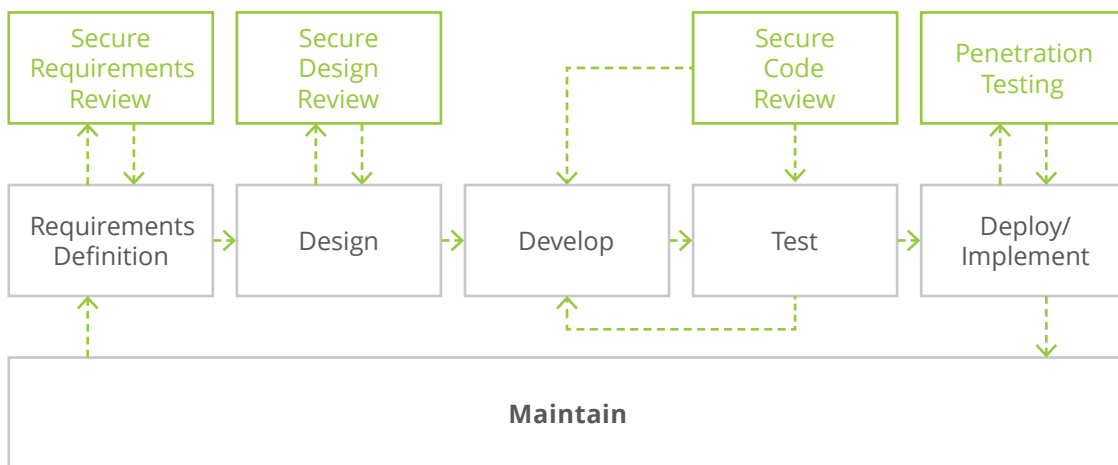 Secure
Requirements
Review
Secure
Design
Review
Secure
Code
Review
Penetration
Testing
Requirements
Definition
Design
Develop
Test
Deploy/
Implement
Maintain